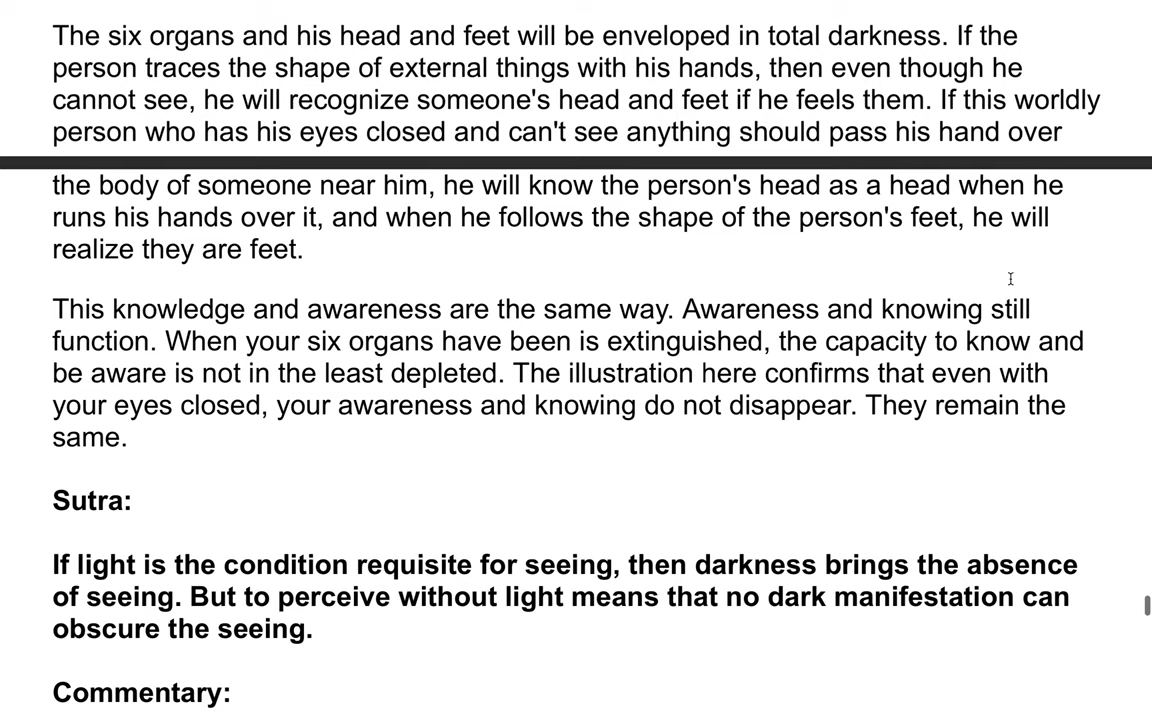 The six organs and his head and feet will be enveloped in total darkness. If the
person traces the shape of external things with his hands, then even though he
cannot see, he will recognize someone's head and feet if he feels them. If this worldly
person who has his eyes closed and can't see anything should pass his hand over
the body of someone near him, he will know the person's head as a head when he
runs his hands over it, and when he follows the shape of the person's feet, he will
realize they are feet.
This knowledge and awareness are the same way. Awareness and knowing still
function. When your six organs have been is extinguished, the capacity to know and
be aware is not in the least depleted. The illustration here confirms that even with
your eyes closed, your awareness and knowing do not disappear. They remain the
same.
Sutra:
If light is the condition requisite for seeing, then darkness brings the absence
of seeing. But to perceive without light means that no dark manifestation can
obscure the seeing.
Commentary: